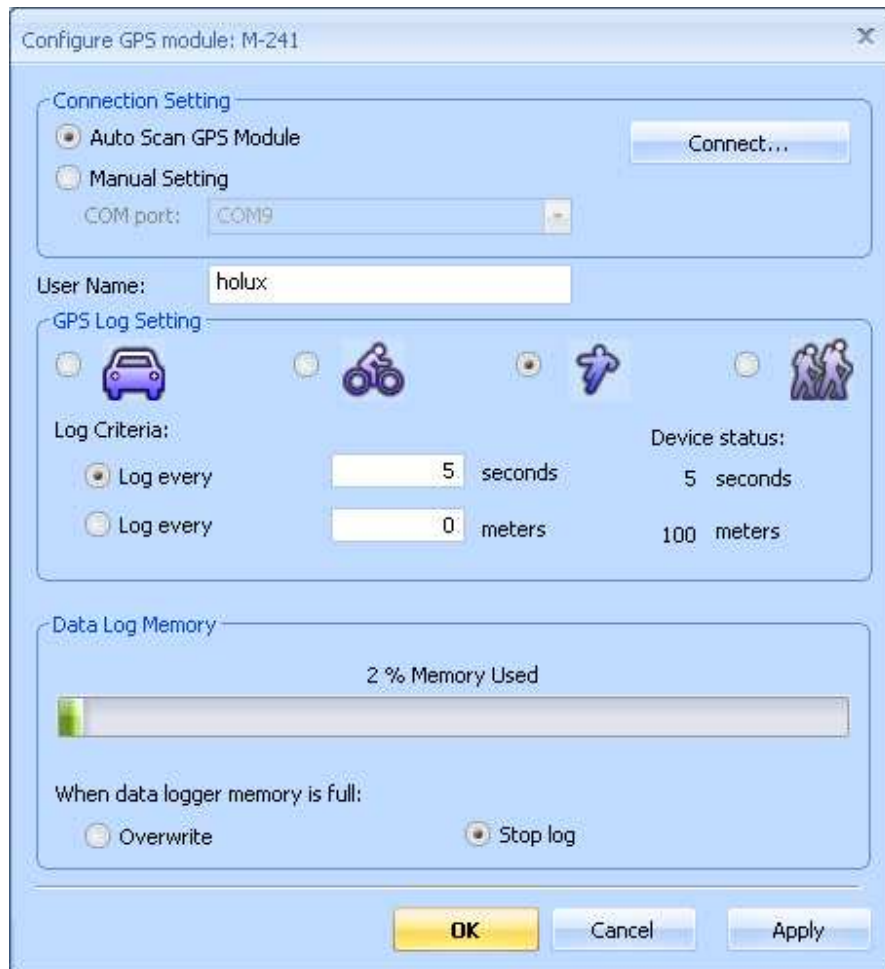 Configure GPS module: M-241
Connection Setting
Auto Scan GPS Module
Connect...
Manual Setting
COM port: COM9
User Name: holux
GPS Log Setting
Log Criteria:
Device status:
Log every 5 seconds
5 seconds
Log every 0 meters
100 meters
Data Log Memory
2 % Memory Used
When data logger memory is full:
Overwrite
Stop log
OK
Cancel
Apply